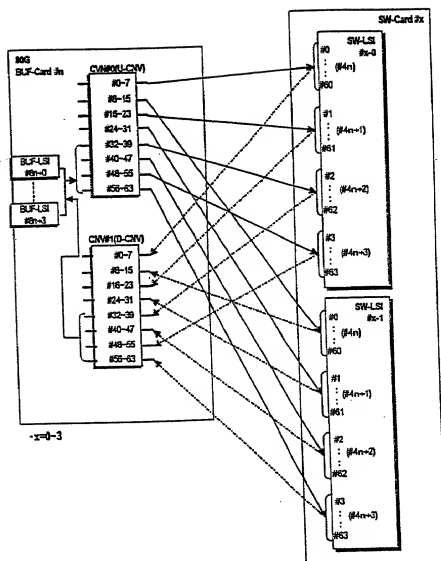 80G
BUF-Card #n
CVN#0(U-CNV)
#0-7
#8-15
#16-23
#24-31
#32-39
#40-47
#48-55
#56-63
BUF-LSI
#8n+0
BUF-LSI
#8n+3
CNV#1(D-CNV)
#0-7
#8-15
#16-23
#24-31
#32-39
#40-47
#48-55
#56-63
-x=0-3
SW-Card #x
SW-LSI
#x-0
#0
(#4n)
#60
#1
(#4n+1)
#61
#2
(#4n+2)
#62
#3
(#4n+3)
#63
SW-LSI
#x-1
#0
(#4n)
#60
#1
(#4n+1)
#61
#2
(#4n+2)
#62
#3
(#4n+3)
#63